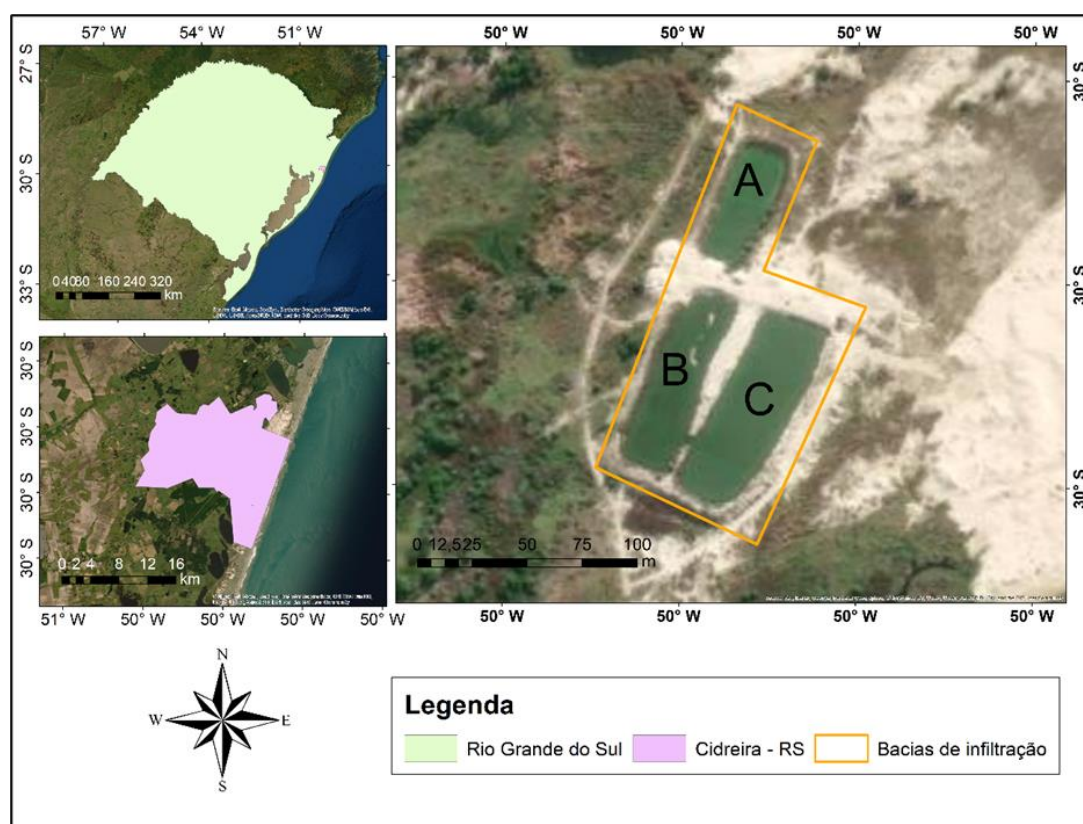 57° W 54° W 51° W
27° S
30° S
33° S
0 40 80 160 240 320
km
30° S
30° S
30° S
30° S
0 2 4 8 12 16
km
51° W 50° W 50° W 50° W 50° W
50° W 50° W 50° W 50° W
30° S
30° S
30° S
A
B
C
0 12,5 25 50 75 100
m
50° W 50° W 50° W 50° W
N
W E
S
Legenda
Rio Grande do Sul Cidreira - RS Bacias de infiltração